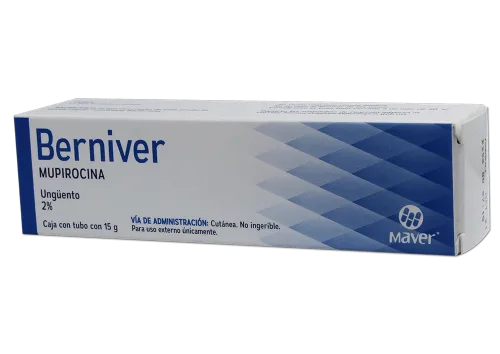 Berniver
MUPIROCINA
Ungüento
2%
Caja con tubo con 15 g
VÍA DE ADMINISTRACIÓN: Cutánea. No ingerible.
Para uso externo únicamente.
Maver